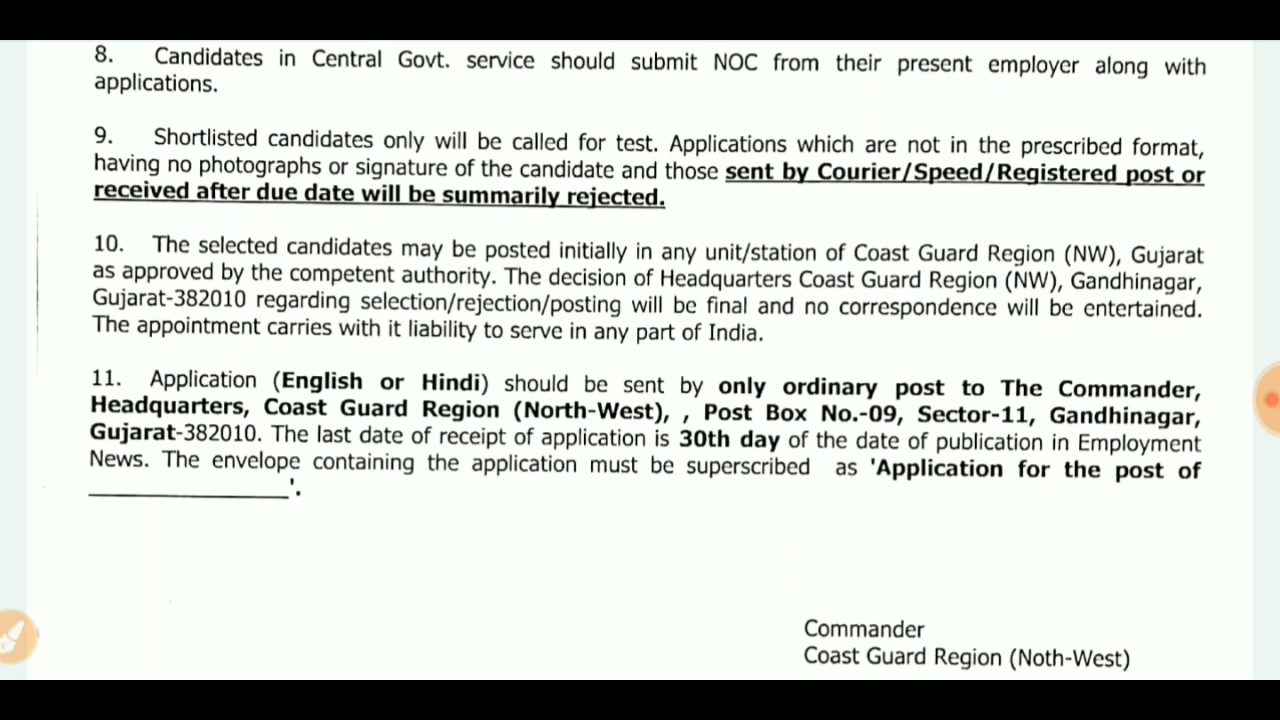 8. Candidates in Central Govt. service should submit NOC from their present employer along with
applications.
9. Shortlisted candidates only will be called for test. Applications which are not in the prescribed format,
having no photographs or signature of the candidate and those sent by Courier/Speed/Registered post or
received after due date will be summarily rejected.
10. The selected candidates may be posted initially in any unit/station of Coast Guard Region (NW), Gujarat
as approved by the competent authority. The decision of Headquarters Coast Guard Region (NW), Gandhinagar,
Gujarat-382010 regarding selection/rejection/posting will be final and no correspondence will be entertained.
The appointment carries with it liability to serve in any part of India.
11. Application (English or Hindi) should be sent by only ordinary post to The Commander,
Headquarters, Coast Guard Region (North-West), , Post Box No.-09, Sector-11, Gandhinagar,
Gujarat-382010. The last date of receipt of application is 30th day of the date of publication in Employment
News. The envelope containing the application must be superscribed as 'Application for the post of
____________________'.
Commander
Coast Guard Region (Noth-West)